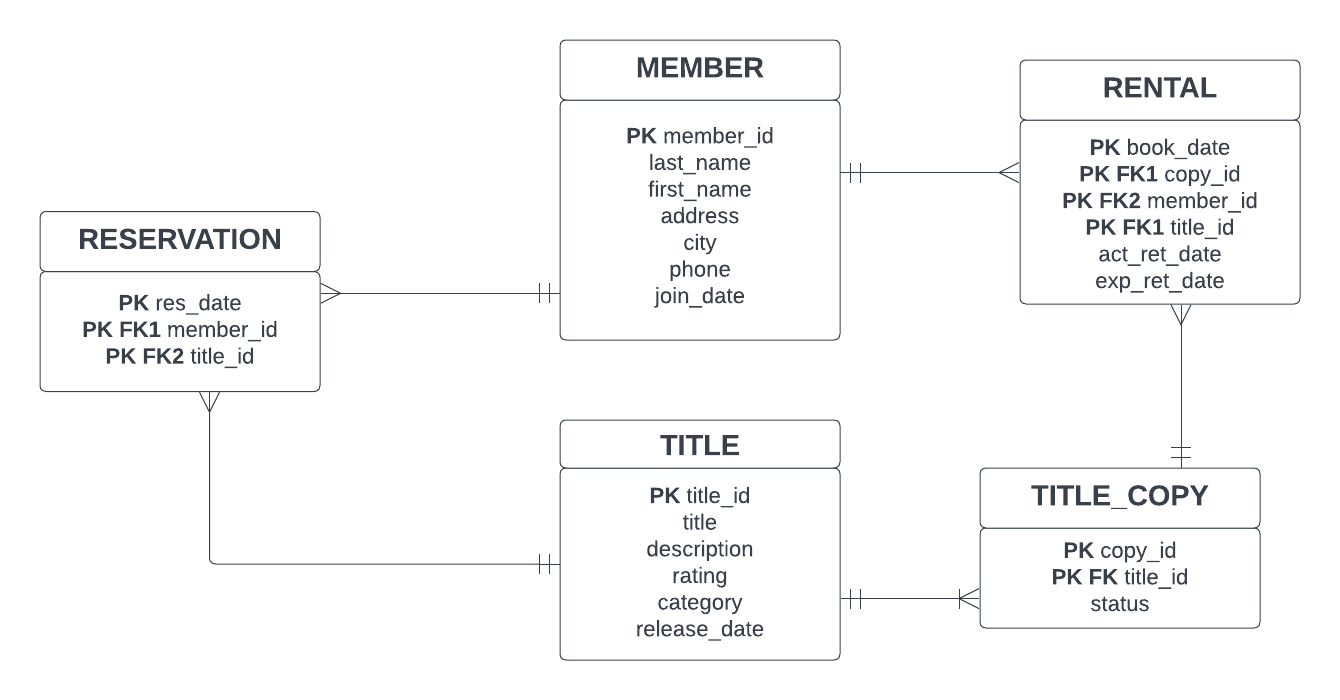 MEMBER
PK member_id
last_name
first_name
address
city
phone
join_date
RENTAL
PK book_date
PK FK1 copy_id
PK FK2 member_id
PK FK1 title_id
act_ret_date
exp_ret_date
RESERVATION
PK res_date
PK FK1 member_id
PK FK2 title_id
TITLE
PK title_id
title
description
rating
category
release_date
TITLE_COPY
PK copy_id
PK FK title_id
status